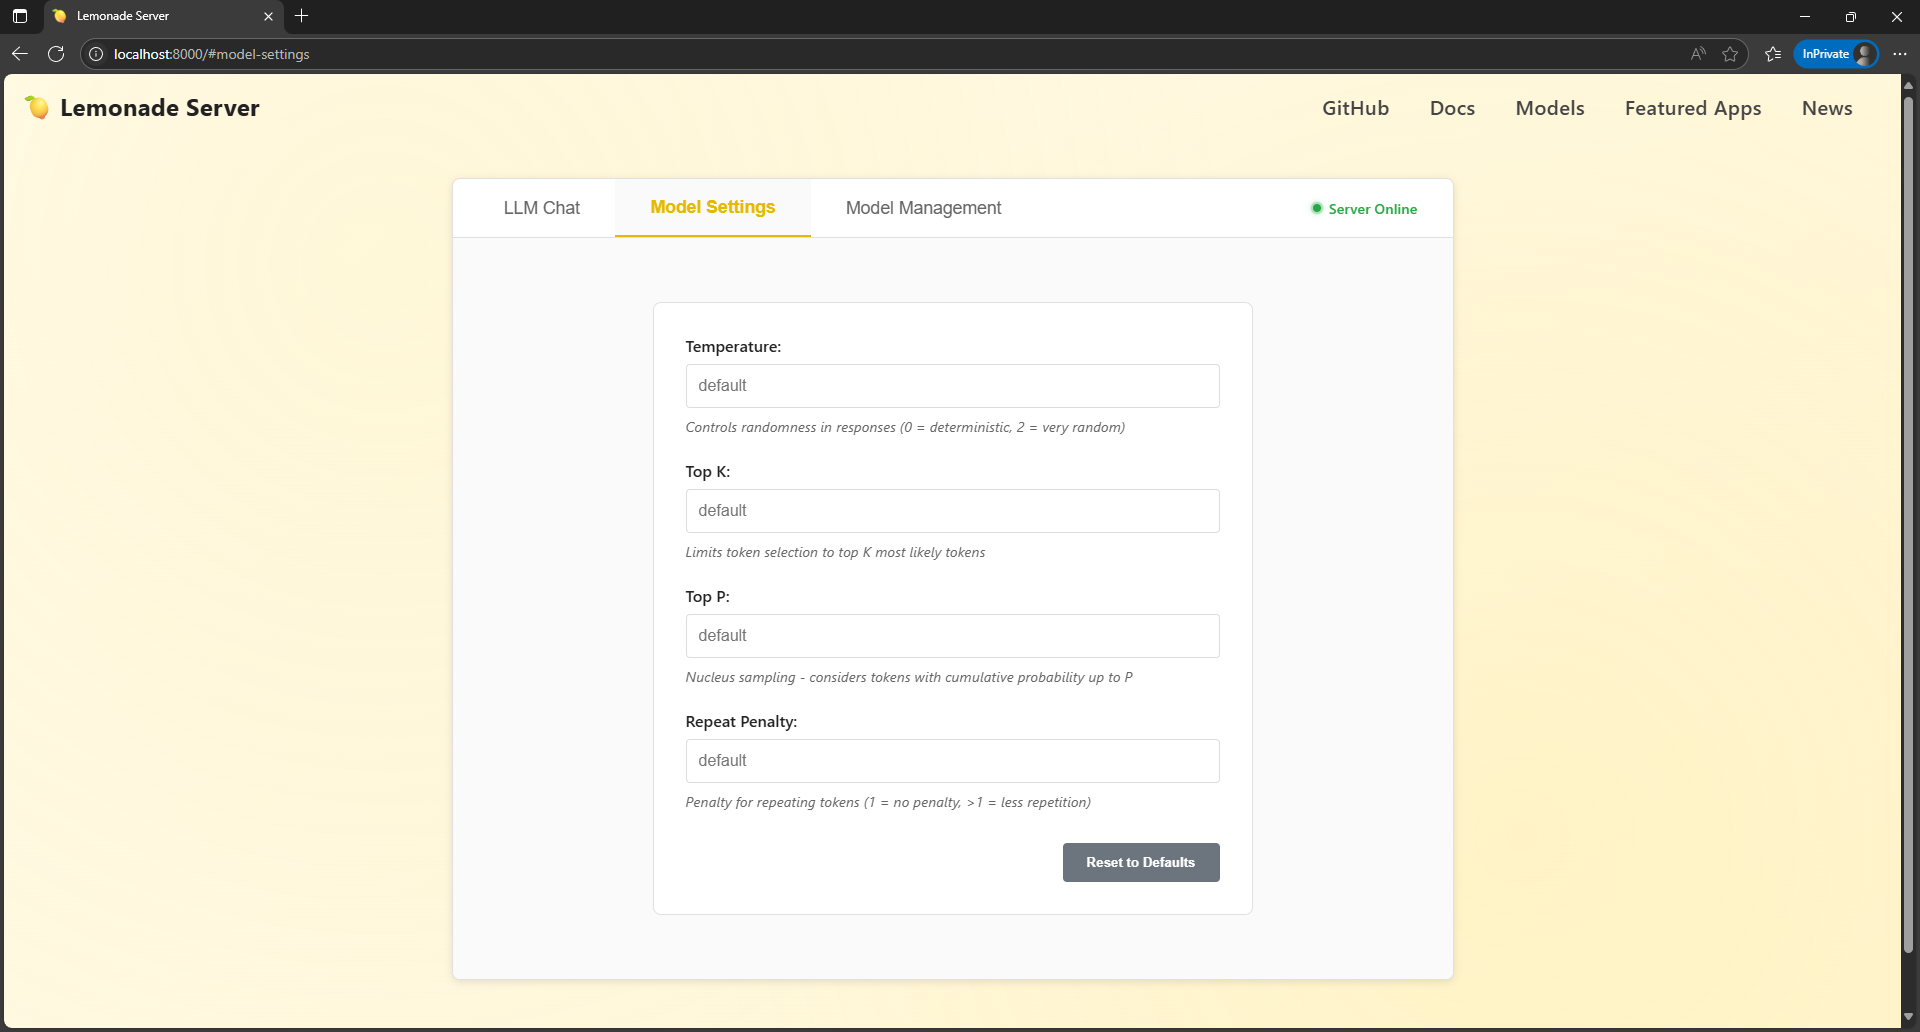 Lemonade Server
localhost:8000/#model-settings
InPrivate
Lemonade Server
GitHub Docs Models Featured Apps News
LLM Chat Model Settings Model Management Server Online
Temperature:
default
Controls randomness in responses (0 = deterministic, 2 = very random)
Top K:
default
Limits token selection to top K most likely tokens
Top P:
default
Nucleus sampling - considers tokens with cumulative probability up to P
Repeat Penalty:
default
Penalty for repeating tokens (1 = no penalty, >1 = less repetition)
Reset to Defaults